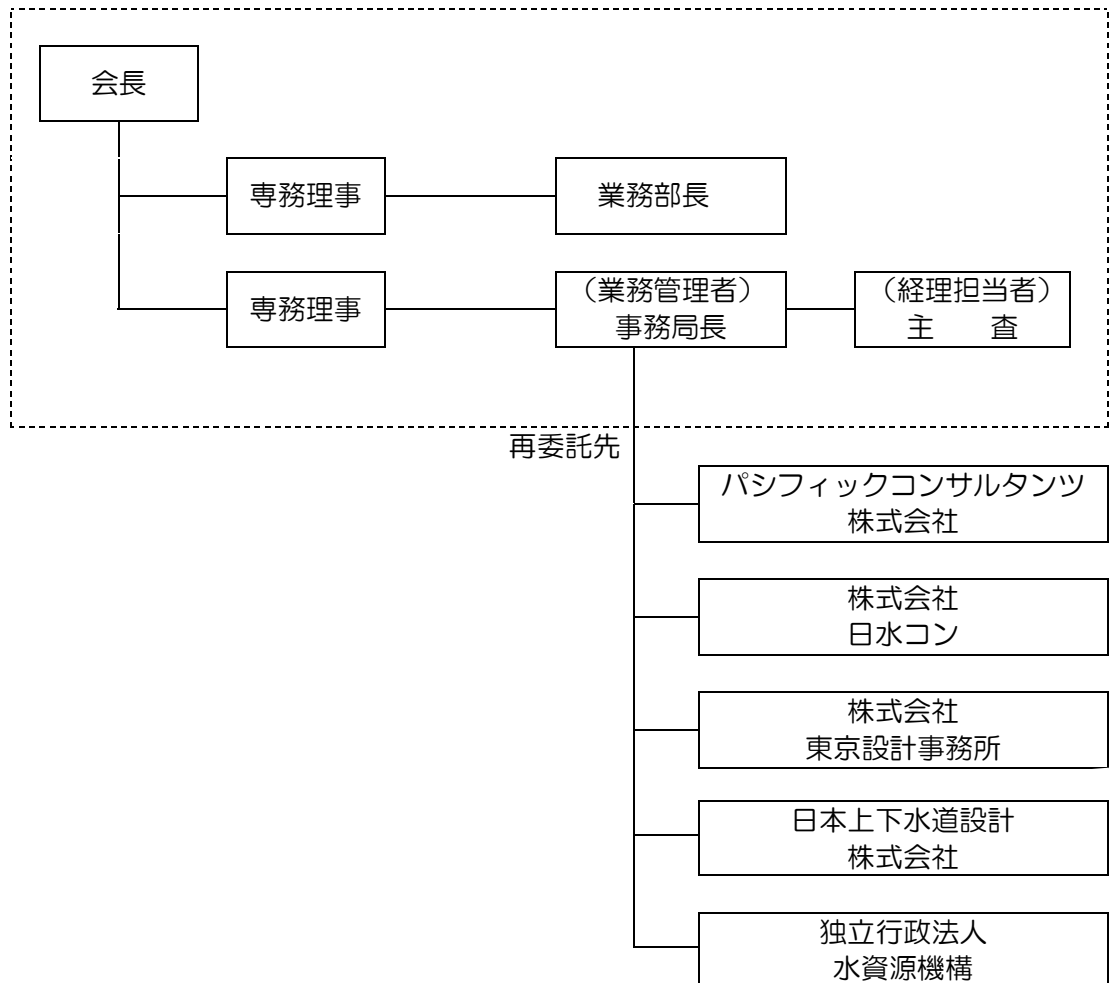 会長
専務理事
業務部長
専務理事
（業務管理者）
事務局長
（経理担当者）
主　　査
再委託先
パシフィックコンサルタンツ
株式会社
株式会社
日水コン
株式会社
東京設計事務所
日本上下水道設計
株式会社
独立行政法人
水資源機構